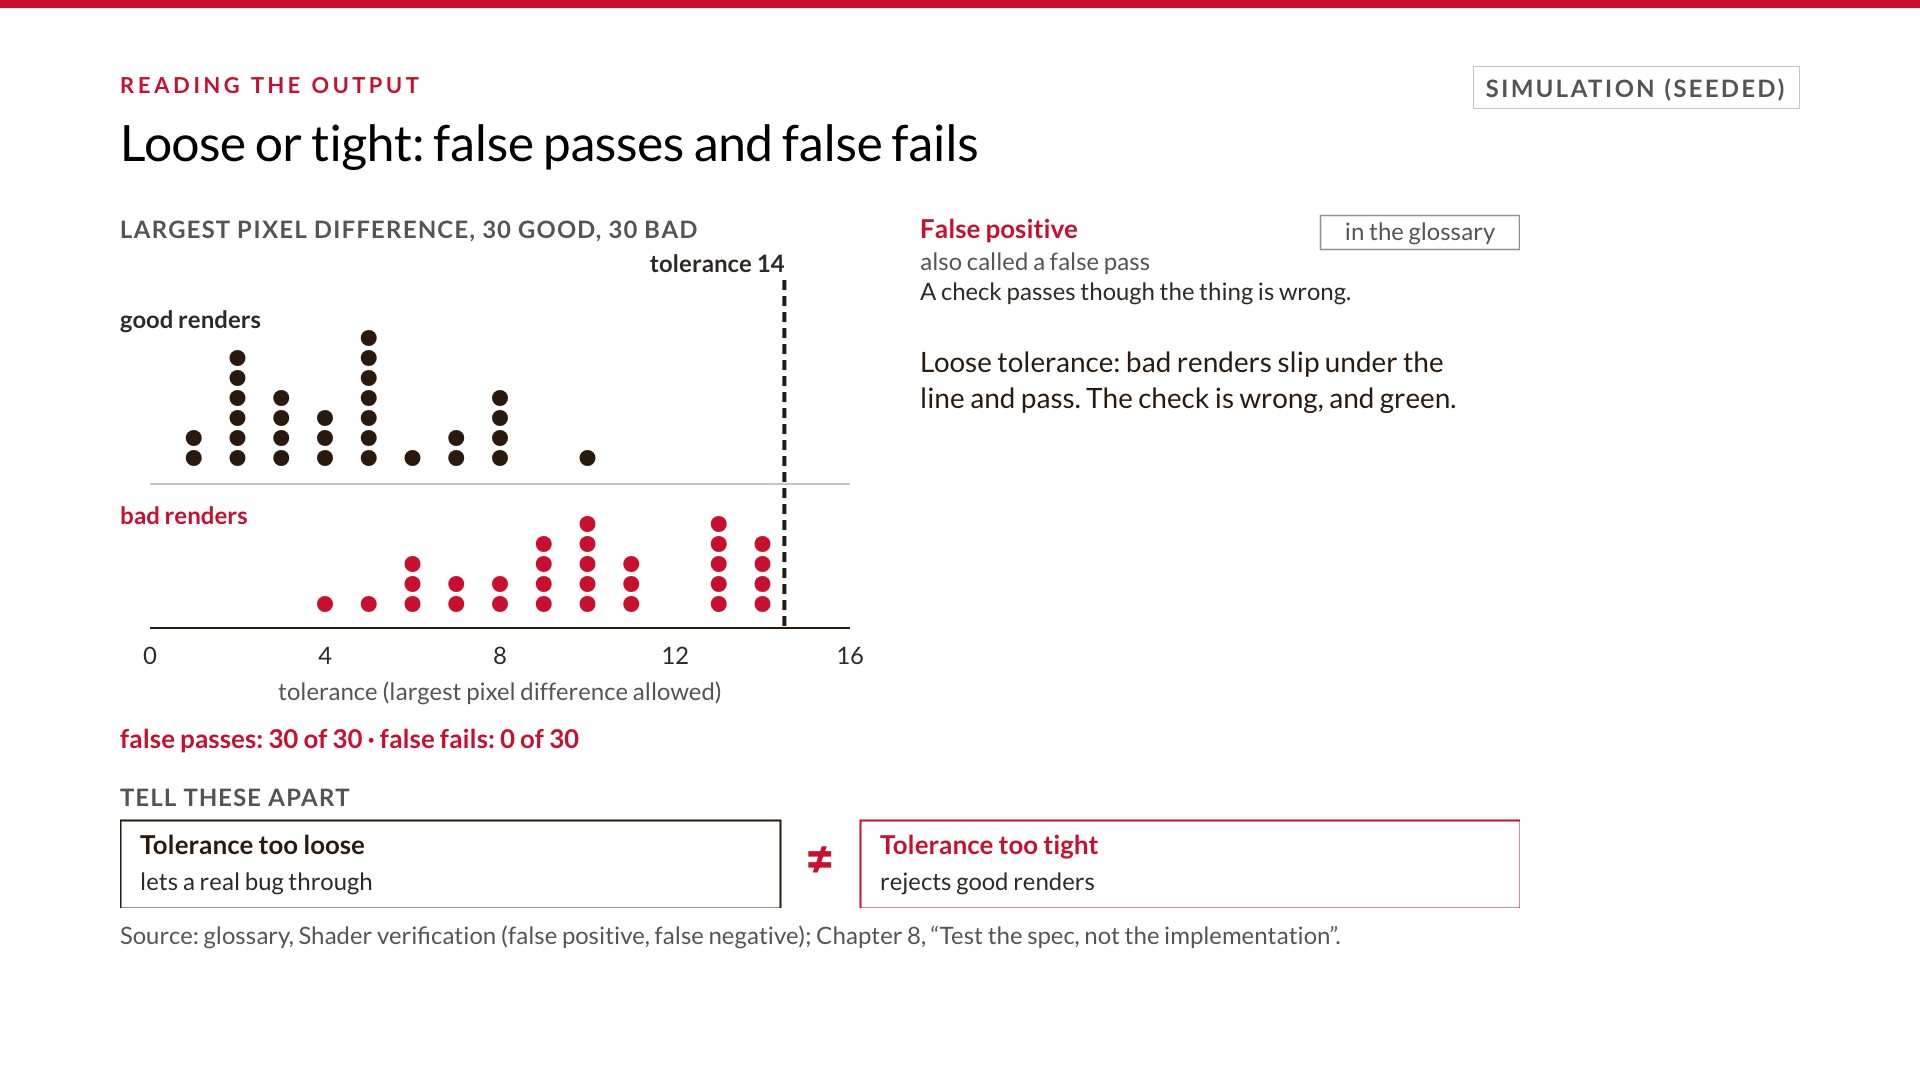 READING THE OUTPUT
SIMULATION (SEEDED)
Loose or tight: false passes and false fails
LARGEST PIXEL DIFFERENCE, 30 GOOD, 30 BAD
tolerance 14
good renders
bad renders
0 4 8 12 16
tolerance (largest pixel difference allowed)
false passes: 30 of 30 · false fails: 0 of 30
False positive
in the glossary
also called a false pass
A check passes though the thing is wrong.
Loose tolerance: bad renders slip under the
line and pass. The check is wrong, and green.
TELL THESE APART
Tolerance too loose
lets a real bug through
≠
Tolerance too tight
rejects good renders
Source: glossary, Shader verification (false positive, false negative); Chapter 8, “Test the spec, not the implementation”.